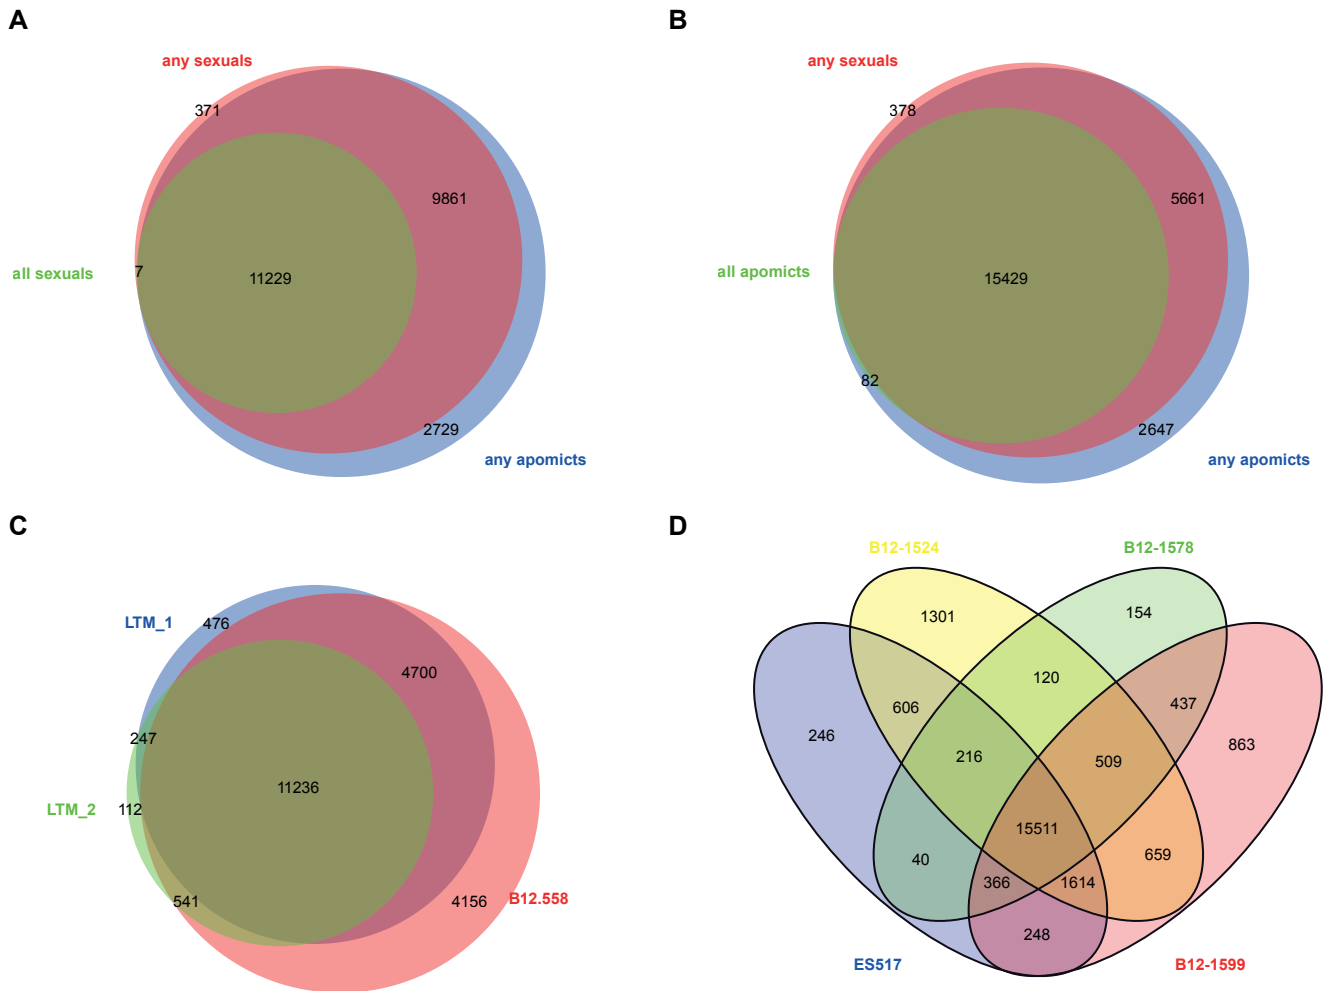 A
any sexuals
371
9861
all sexuals
7
11229
2729
any apomicts
B
any sexuals
378
5661
all apomicts
15429
82
2647
any apomicts
C
LTM_1
476
4700
247
11236
LTM_2
112
541
4156
B12.558
D
B12-1524
B12-1578
1301
154
120
606
437
246
216
509
863
15511
40
659
366
1614
248
ES517
B12-1599